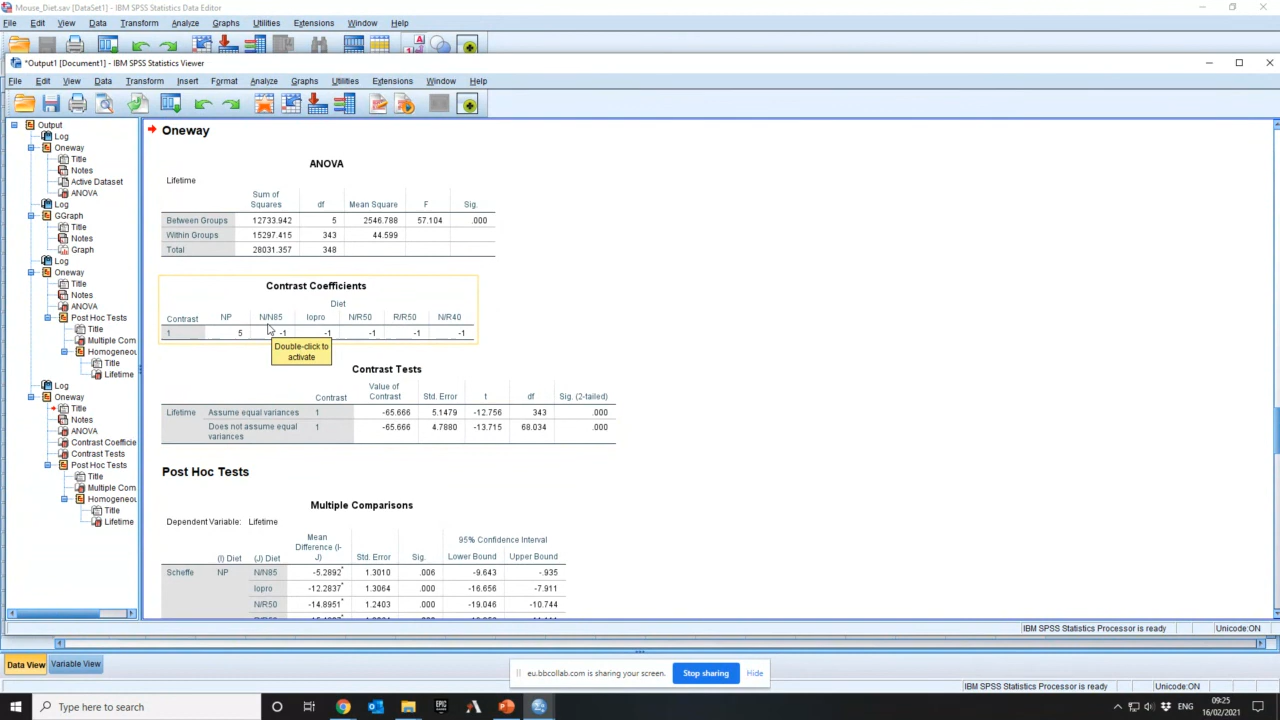 Mouse_Diet.sav [DataSet1] - IBM SPSS Statistics Data Editor
File Edit View Data Transform Analyze Graphs Utilities Extensions Window Help
*Output1 [Document1] - IBM SPSS Statistics Viewer
File Edit View Data Transform Insert Format Analyze Graphs Utilities Extensions Window Help
Output
Log
Oneway
Title
Notes
Active Dataset
ANOVA
Log
GGraph
Title
Notes
Graph
Log
Oneway
Title
Notes
ANOVA
Post Hoc Tests
Title
Multiple Com
Homogeneou
Title
Lifetime
Log
Oneway
Title
Notes
ANOVA
Contrast Coefficie
Contrast Tests
Post Hoc Tests
Title
Multiple Com
Homogeneou
Title
Lifetime
Oneway
ANOVA
Lifetime
Sum of Squares df Mean Square F Sig.
Between Groups 12733.942 5 2546.788 57.104 .000
Within Groups 15297.415 343 44.599
Total 28031.357 348
Contrast Coefficients
Diet
Contrast NP N/N85 lopro N/R50 R/R50 N/R40
1 5 -1 -1 -1 -1 -1
Double-click to
activate
Contrast Tests
Contrast Value of Contrast Std. Error t df Sig. (2-tailed)
Lifetime Assume equal variances 1 -65.666 5.1479 -12.756 343 .000
Does not assume equal variances 1 -65.666 4.7880 -13.715 68.034 .000
Post Hoc Tests
Multiple Comparisons
Dependent Variable: Lifetime
95% Confidence Interval
(I) Diet (J) Diet Mean Difference (I-J) Std. Error Sig. Lower Bound Upper Bound
Scheffe NP N/N85 -5.2892* 1.3010 .006 -9.643 -.935
lopro -12.2837* 1.3064 .000 -16.656 -7.911
N/R50 -14.8951* 1.2403 .000 -19.046 -10.744
IBM SPSS Statistics Processor is ready Unicode:ON
Data View Variable View
eu.bbcollab.com is sharing your screen. Stop sharing Hide
IBM SPSS Statistics Processor is ready Unicode:ON
Type here to search
EPIC
ENG
09:25
16/02/2021